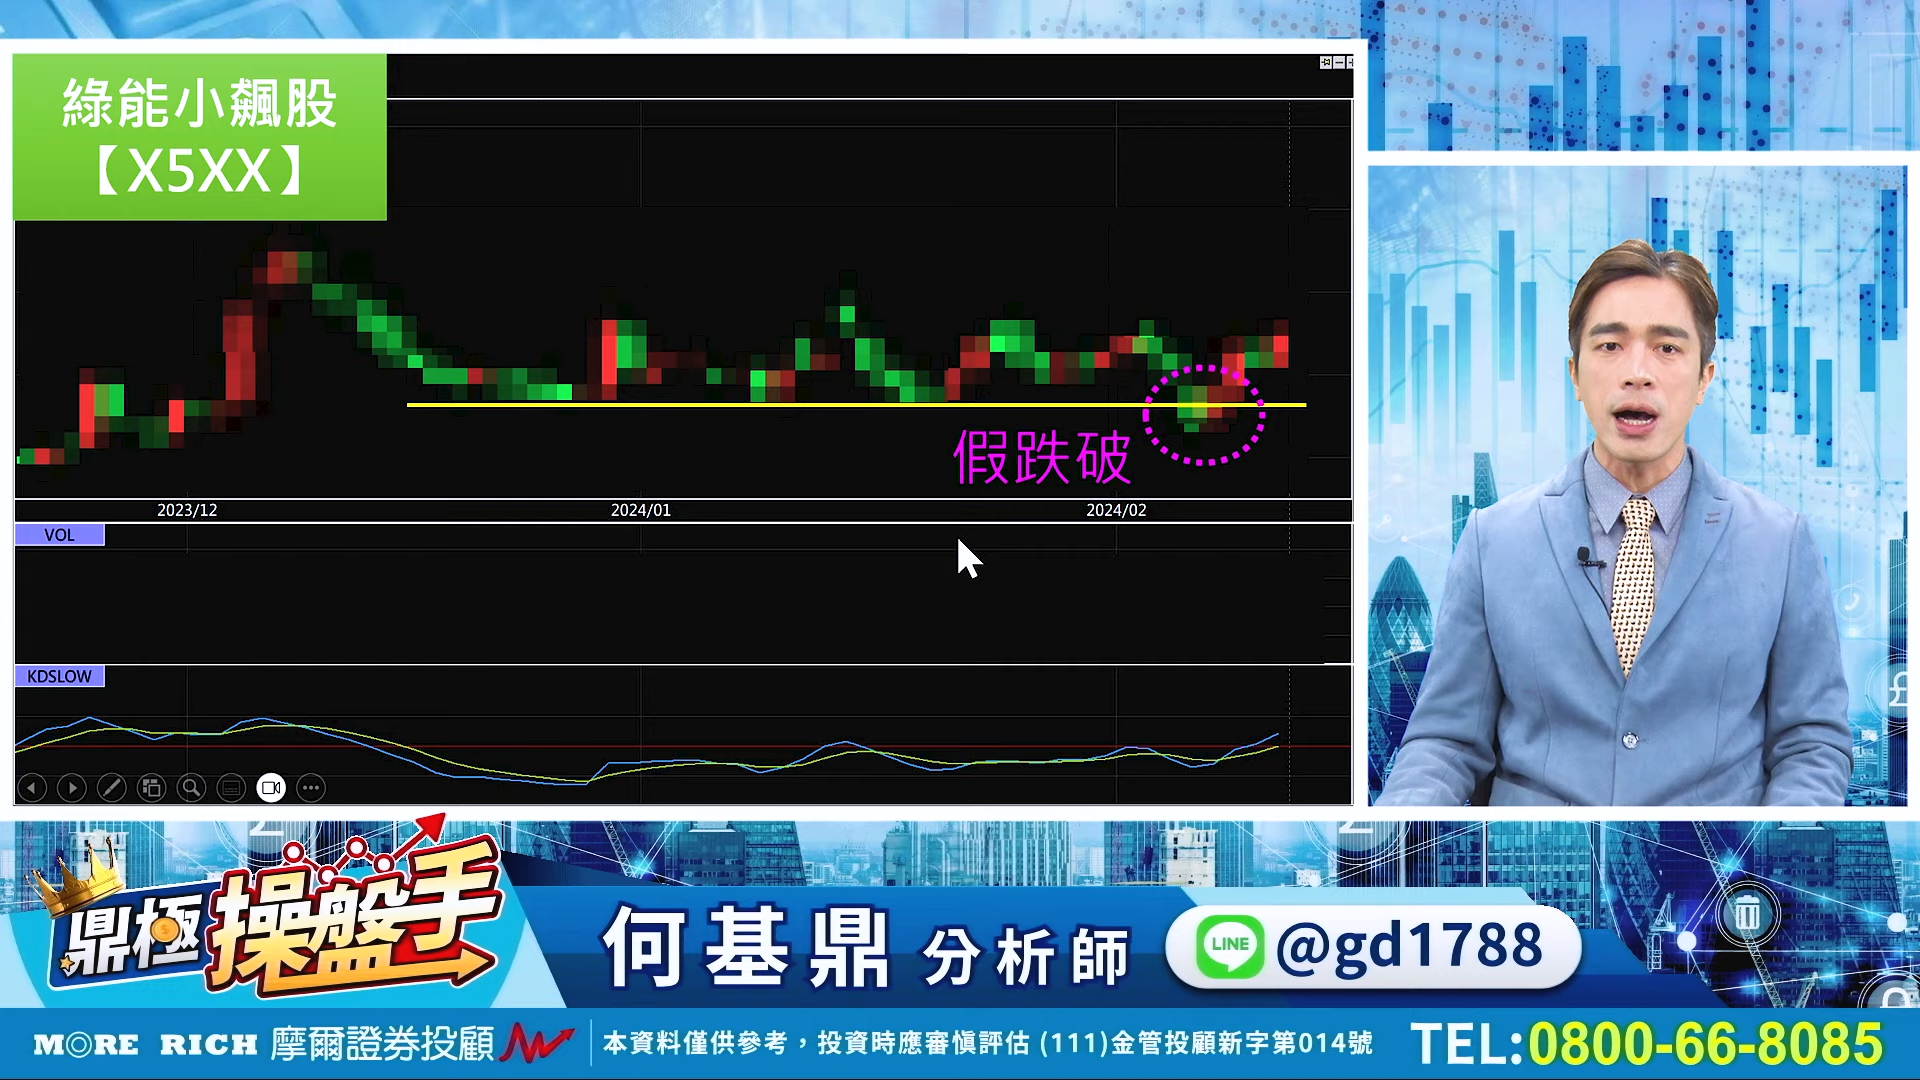 綠能小飆股
【X5XX】
假跌破
2023/12
2024/01
2024/02
VOL
KDSLOW
鼎極操盤手
何基鼎 分析師
LINE @gd1788
MORE RICH 摩爾證券投顧
本資料僅供參考，投資時應審慎評估 (111)金管投顧新字第014號
TEL:0800-66-8085